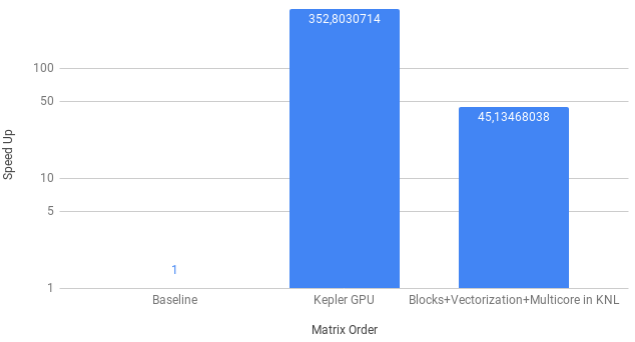 352,8030714
100
50
45,13468038
Speed Up
10
5
1
1
Baseline
Kepler GPU
Blocks+Vectorization+Multicore in KNL
Matrix Order